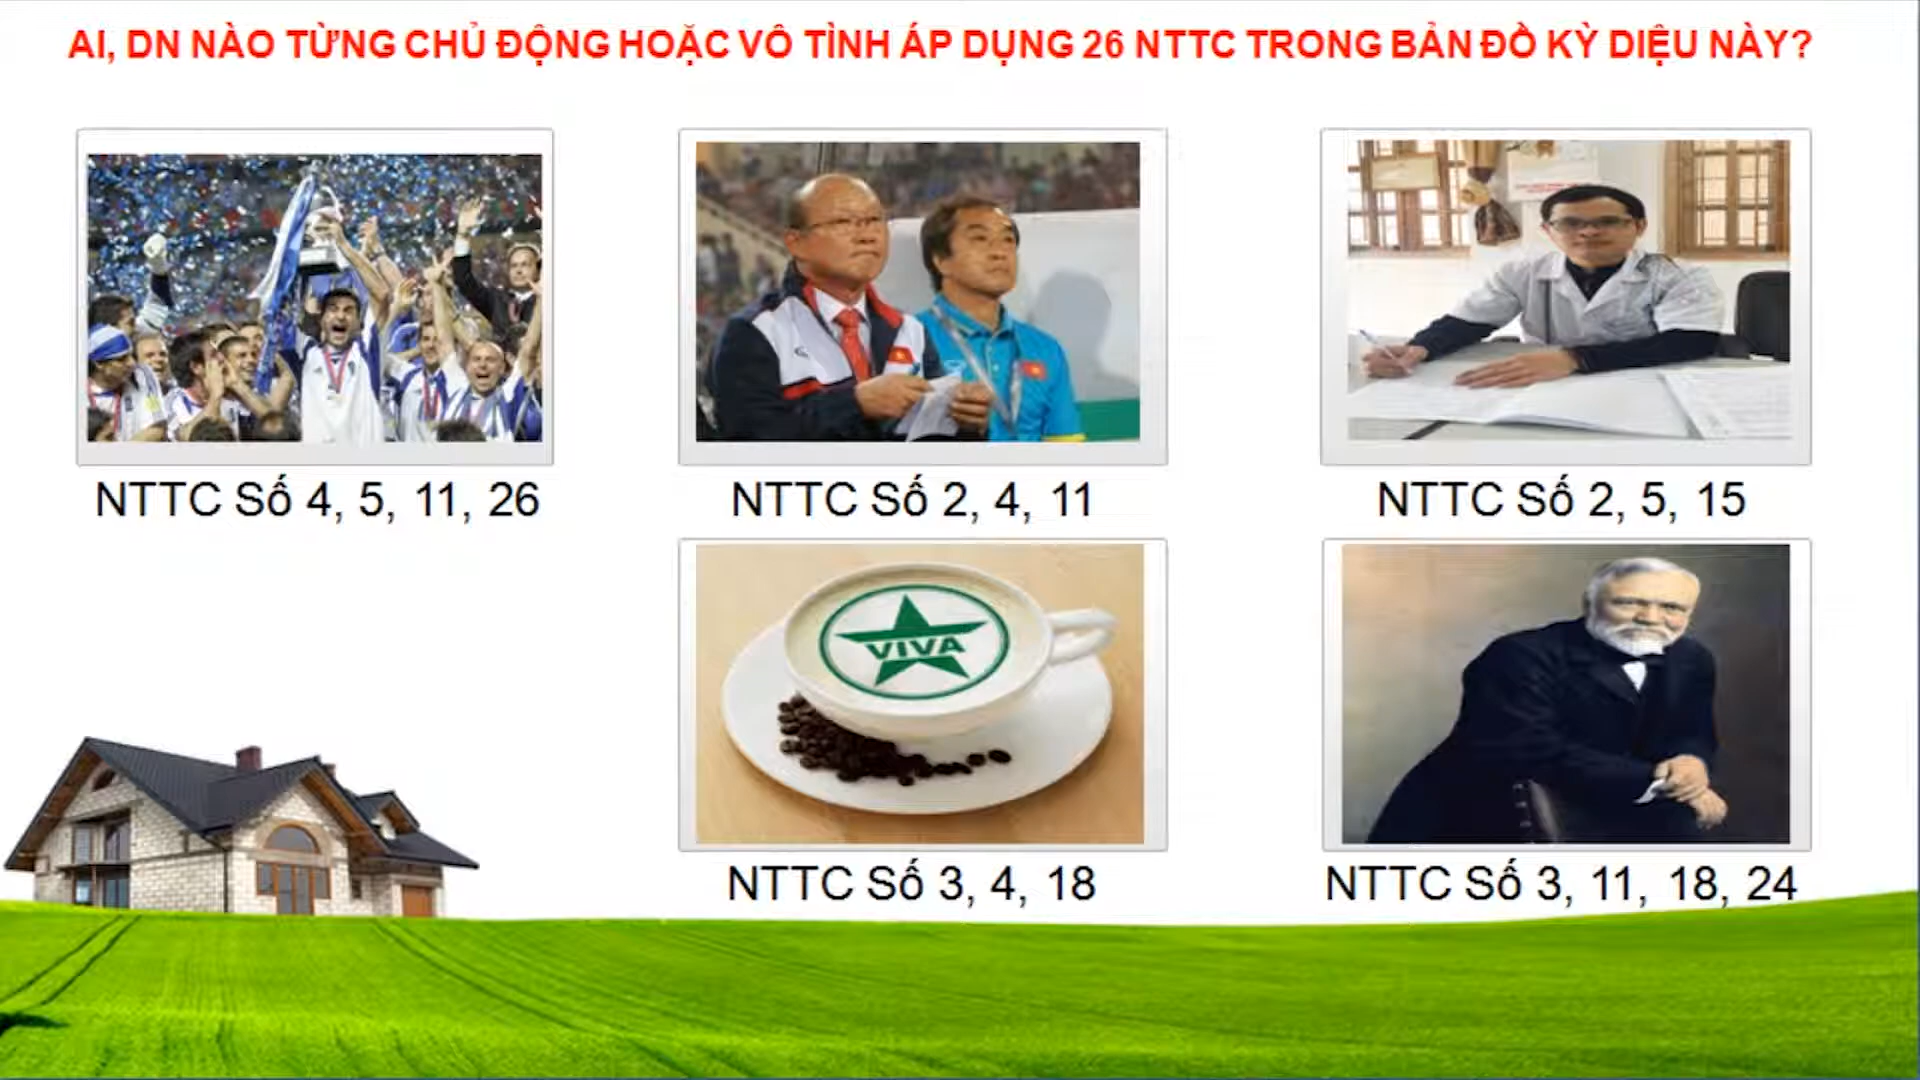 AI, DN NÀO TỪNG CHỦ ĐỘNG HOẶC VÔ TÌNH ÁP DỤNG 26 NTTC TRONG BẢN ĐỒ KỲ DIỆU NÀY?
NTTC Số 4, 5, 11, 26
NTTC Số 2, 4, 11
NTTC Số 2, 5, 15
VIVA
NTTC Số 3, 4, 18
NTTC Số 3, 11, 18, 24